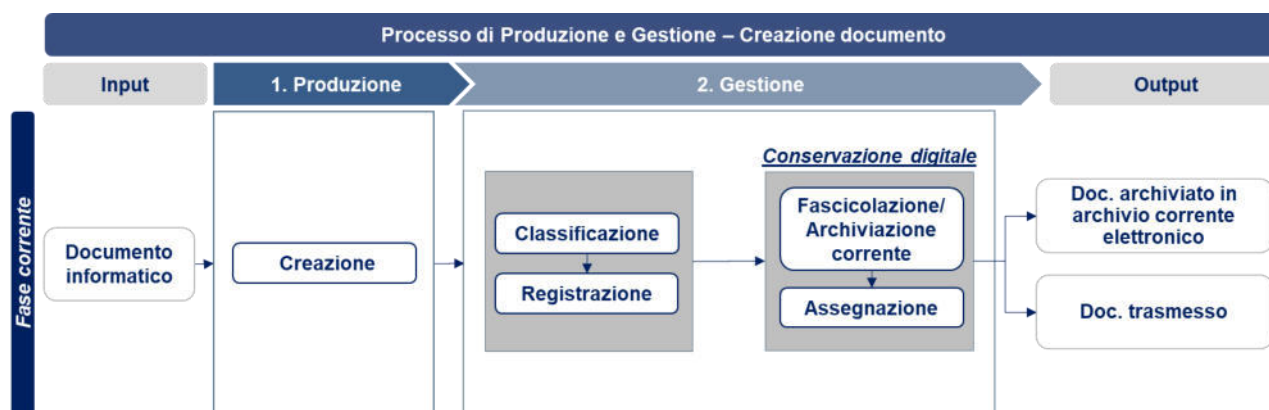 Processo di Produzione e Gestione – Creazione documento
Input
1. Produzione
2. Gestione
Output
Fase corrente
Documento
informatico
Creazione
Classificazione
Registrazione
Conservazione digitale
Fascicolazione/
Archiviazione
corrente
Assegnazione
Doc. archiviato in
archivio corrente
elettronico
Doc. trasmesso